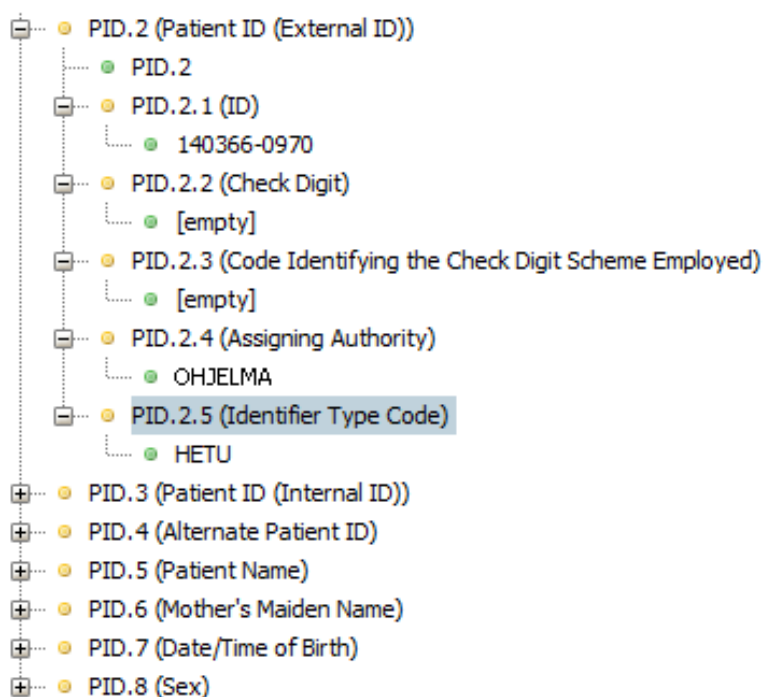 PID.2 (Patient ID (External ID))
PID.2
PID.2.1 (ID)
140366-0970
PID.2.2 (Check Digit)
[empty]
PID.2.3 (Code Identifying the Check Digit Scheme Employed)
[empty]
PID.2.4 (Assigning Authority)
OHJELMA
PID.2.5 (Identifier Type Code)
HETU
PID.3 (Patient ID (Internal ID))
PID.4 (Alternate Patient ID)
PID.5 (Patient Name)
PID.6 (Mother's Maiden Name)
PID.7 (Date/Time of Birth)
PID.8 (Sex)